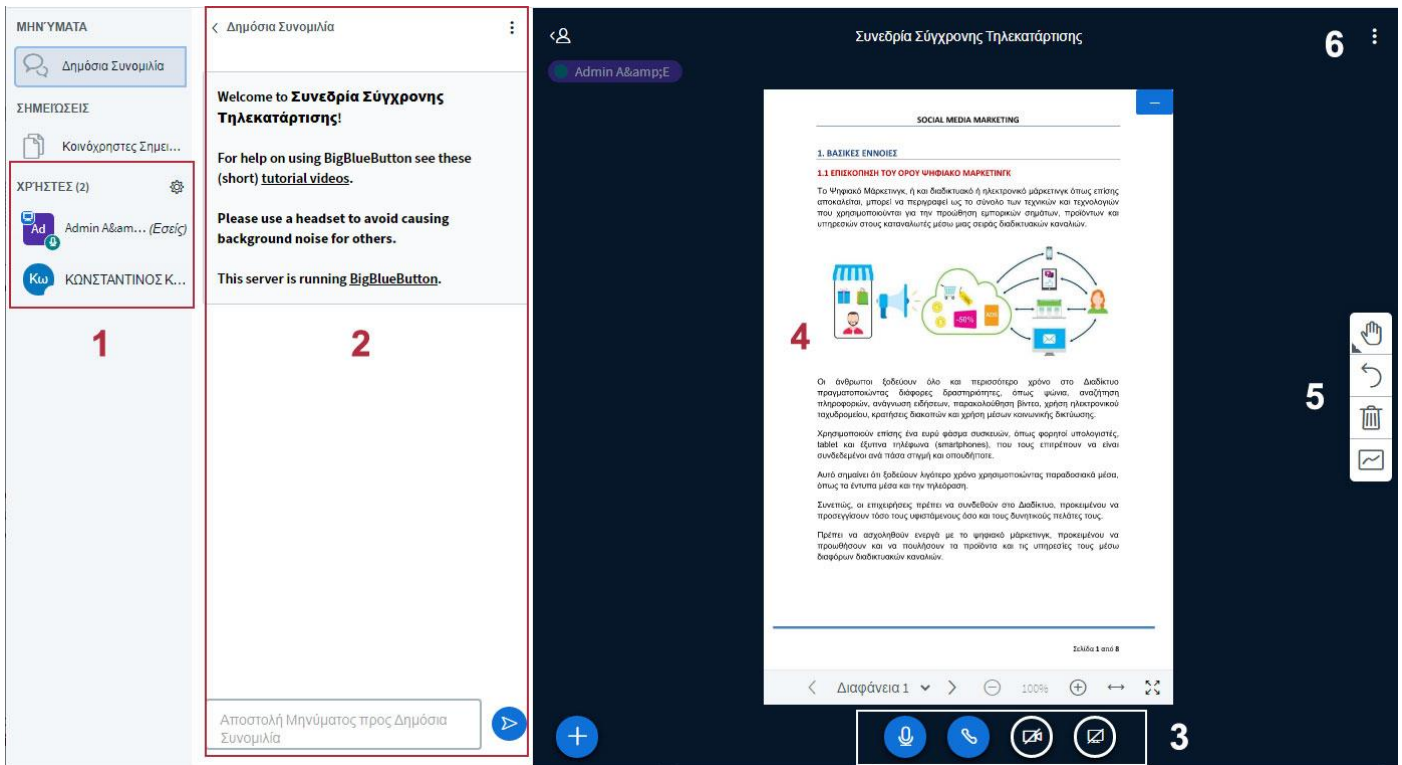 ΜΗΝΎΜΑΤΑ
Δημόσια Συνομιλία
ΣΗΜΕΙΏΣΕΙΣ
Κοινόχρηστες Σημει...
ΧΡΉΣΤΕΣ (2)
Ad
Admin A&am... (Εσείς)
Κω
ΚΩΝΣΤΑΝΤΙΝΟΣ Κ...
1
Δημόσια Συνομιλία
Welcome to Συνεδρία Σύγχρονης
Τηλεκατάρτισης!
For help on using BigBlueButton see these
(short) tutorial videos.
Please use a headset to avoid causing
background noise for others.
This server is running BigBlueButton.
2
Αποστολή Μηνύματος προς Δημόσια
Συνομιλία
Συνεδρία Σύγχρονης Τηλεκατάρτισης
6
Admin A&amp;E
SOCIAL MEDIA MARKETING
1. ΒΑΣΙΚΕΣ ΕΝΝΟΙΕΣ
1.1 ΕΠΙΣΚΟΠΗΣΗ ΤΟΥ ΟΡΟΥ ΨΗΦΙΑΚΟ ΜΑΡΚΕΤΙΝΓΚ
Το Ψηφιακό Μάρκετινγκ, ή και διαδικτυακό ή ηλεκτρονικό μάρκετινγκ όπως επίσης
αποκαλείται, μπορεί να περιγραφεί ως το σύνολο των τεχνικών και τεχνολογιών
που χρησιμοποιούνται για την προώθηση εμπορικών σημάτων, προϊόντων και
υπηρεσιών στους καταναλωτές μέσω μιας σειράς διαδικτυακών καναλιών.
-50%
4
Οι άνθρωποι ξοδεύουν όλο και περισσότερο χρόνο στο Διαδίκτυο
πραγματοποιώντας διάφορες δραστηριότητες, όπως ψώνια, αναζήτηση
πληροφοριών, ανάγνωση ειδήσεων, παρακολούθηση βίντεο, χρήση ηλεκτρονικού
ταχυδρομείου, κρατήσεις διακοπών και χρήση μέσων κοινωνικής δικτύωσης.
Χρησιμοποιούν επίσης ένα ευρύ φάσμα συσκευών, όπως φορητοί υπολογιστές,
tablet και έξυπνα τηλέφωνα (smartphones), που τους επιτρέπουν να είναι
συνδεδεμένοι ανά πάσα στιγμή και οπουδήποτε.
Αυτό σημαίνει ότι ξοδεύουν λιγότερο χρόνο χρησιμοποιώντας παραδοσιακά μέσα,
όπως τα έντυπα μέσα και την τηλεόραση.
Συνεπώς, οι επιχειρήσεις πρέπει να συνδεθούν στο Διαδίκτυο, προκειμένου να
προσεγγίσουν τόσο τους υφιστάμενους όσο και τους δυνητικούς πελάτες τους.
Πρέπει να ασχοληθούν ενεργά με το ψηφιακό μάρκετινγκ, προκειμένου να
προωθήσουν και να πουλήσουν τα προϊόντα και τις υπηρεσίες τους μέσω
διαφόρων διαδικτυακών καναλιών.
Σελίδα 1 από 8
5
Διαφάνεια 1
100%
3